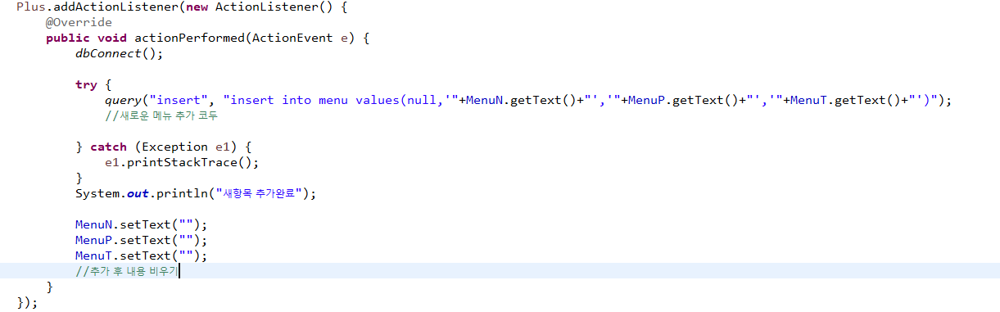 Plus.addActionListener(new ActionListener() {
    @Override
    public void actionPerformed(ActionEvent e) {
        dbConnect();

        try {
            query("insert", "insert into menu values(null,'"+MenuN.getText()+"','"+MenuP.getText()+"','"+MenuT.getText()+"')");
            //새로운 메뉴 추가 코두

        } catch (Exception e1) {
            e1.printStackTrace();
        }
        System.out.println("새항목 추가완료");

        MenuN.setText("");
        MenuP.setText("");
        MenuT.setText("");
        //추가 후 내용 비우기
    }
});